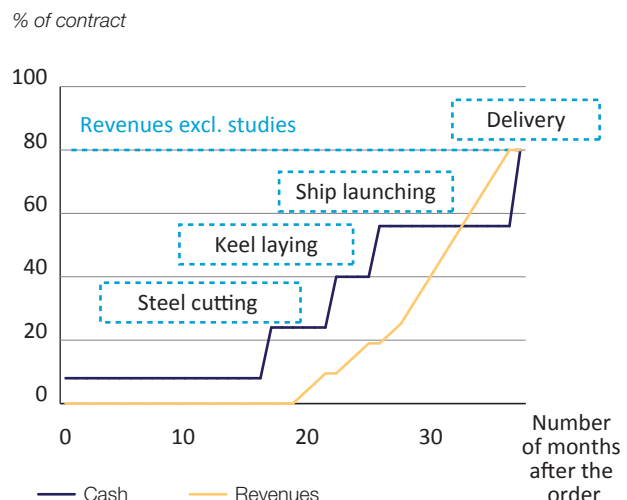 % of contract
100
Revenues excl. studies
Delivery
80
Ship launching
60
Keel laying
40
Steel cutting
20
0
0 10 20 30
Number
of months
after the
order
Cash Revenues